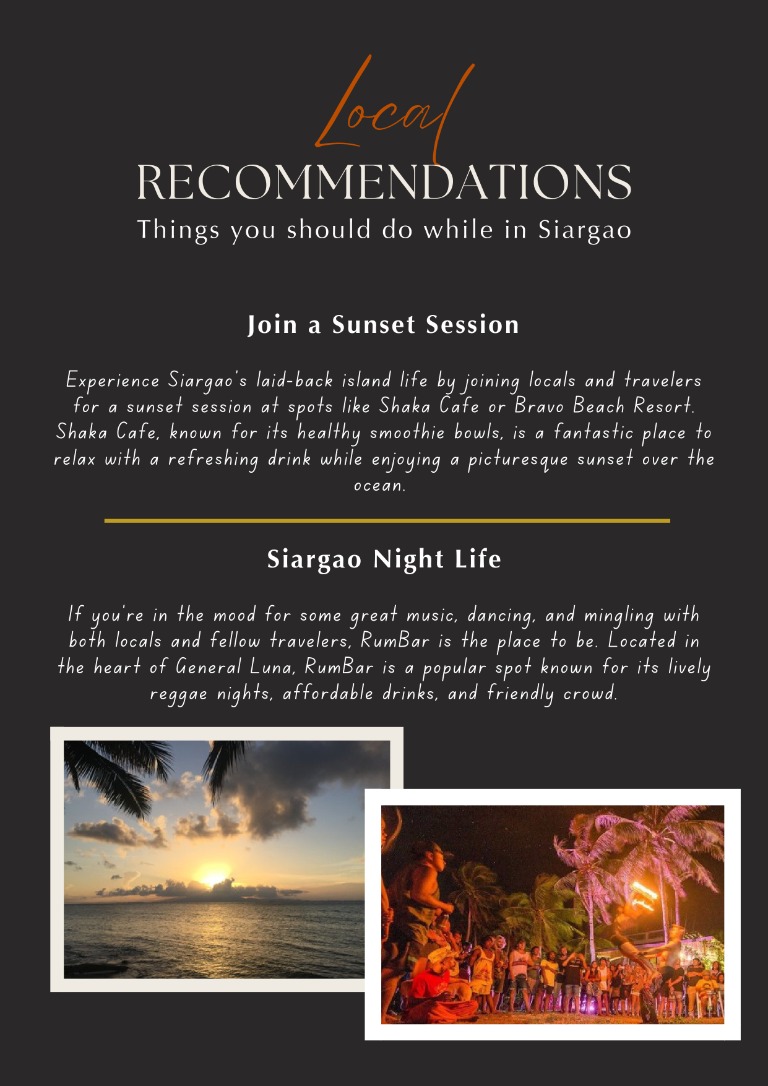 Local
RECOMMENDATIONS
Things you should do while in Siargao
Join a Sunset Session
Experience Siargao's laid-back island life by joining locals and travelers
for a sunset session at spots like Shaka Cafe or Bravo Beach Resort.
Shaka Cafe, known for its healthy smoothie bowls, is a fantastic place to
relax with a refreshing drink while enjoying a picturesque sunset over the
ocean.
Siargao Night Life
If you're in the mood for some great music, dancing, and mingling with
both locals and fellow travelers, RumBar is the place to be. Located in
the heart of General Luna, RumBar is a popular spot known for its lively
reggae nights, affordable drinks, and friendly crowd.